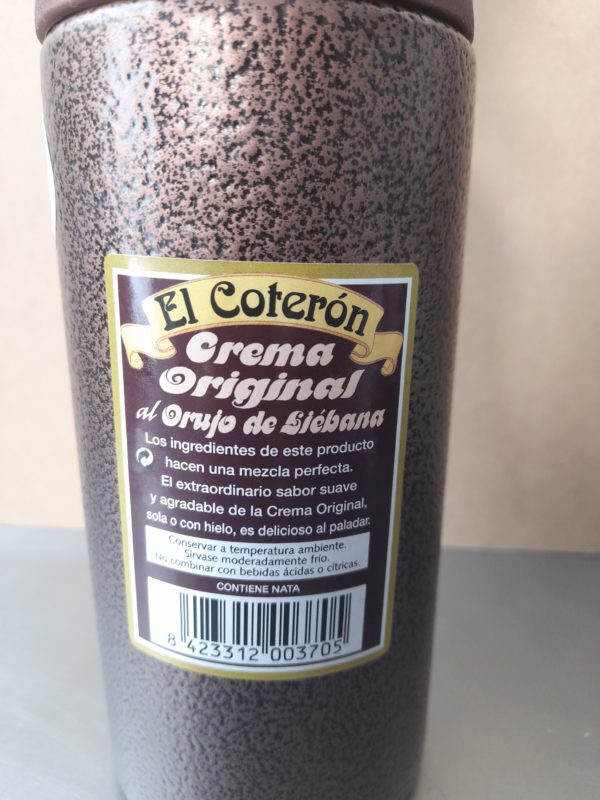 El Coterón
Crema
Original
al Orujo de Liébana
Los ingredientes de este producto
hacen una mezcla perfecta.
El extraordinario sabor suave
y agradable de la Crema Original,
sola o con hielo, es delicioso al paladar.
Conservar a temperatura ambiente.
Sírvase moderadamente frío.
No combinar con bebidas ácidas o cítricas.
CONTIENE NATA
8 423312 003705